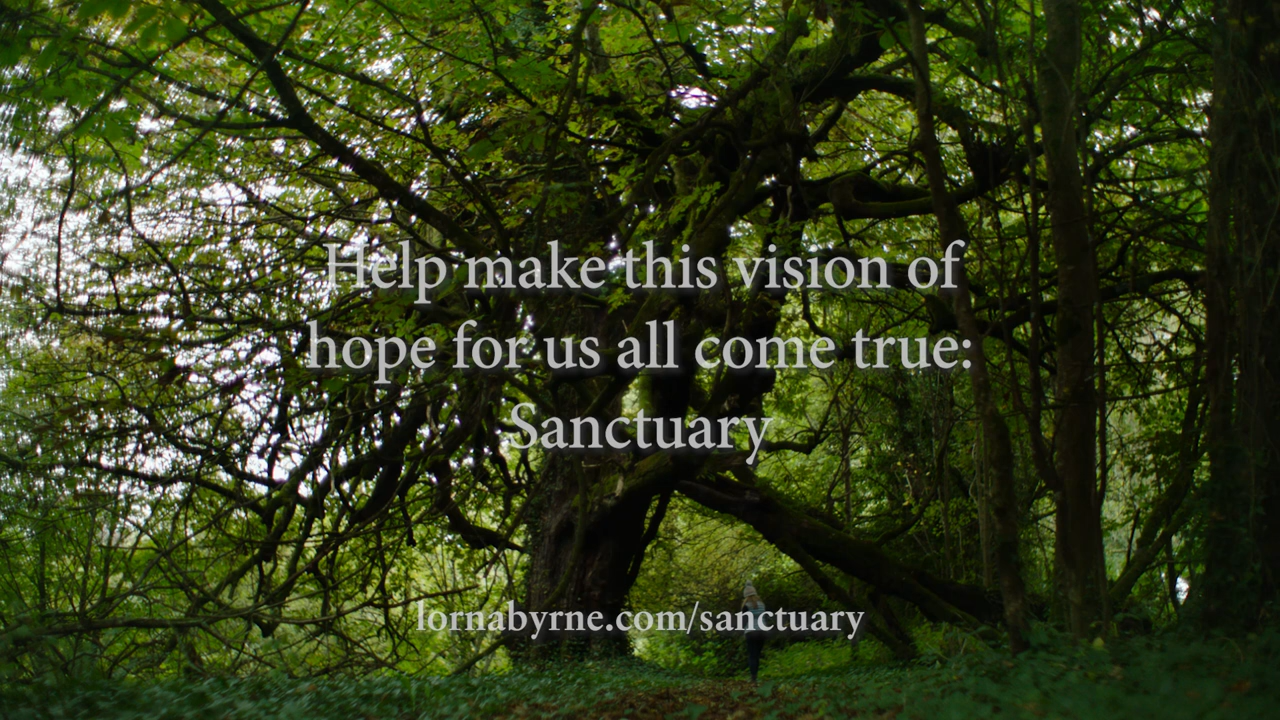 Help make this vision of
hope for us all come true:
Sanctuary
lornabyrne.com/sanctuary